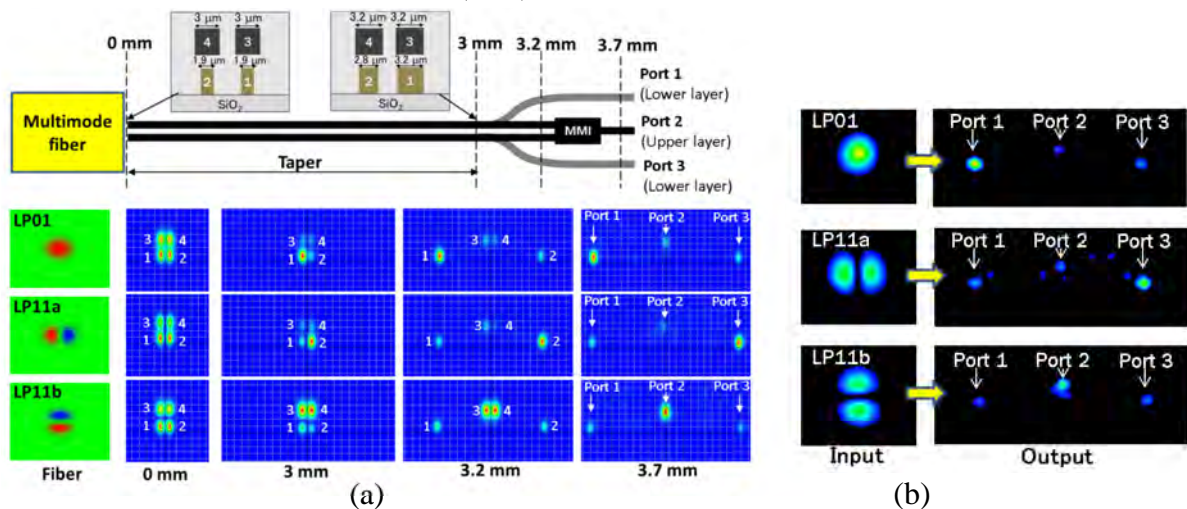 3 μm 3 μm
4 3
1.9 μm 1.9 μm
2 1
SiO₂
3.2 μm 3.2 μm
4 3
2.8 μm 3.2 μm
2 1
SiO₂
0 mm 3 mm 3.2 mm 3.7 mm
Multimode
fiber
Taper
MMI
Port 1
(Lower layer)
Port 2
(Upper layer)
Port 3
(Lower layer)
LP01
3 4
1 2
3 4
1 2
3 4
1 2
Port 1 Port 2 Port 3
LP11a
3 4
1 2
3 4
1 2
3 4
1 2
LP11b
3 4
1 2
3 4
1 2
3 4
1 2
Port 1 Port 2 Port 3
Fiber 0 mm 3 mm 3.2 mm 3.7 mm
(a)
LP01
Port 1 Port 2 Port 3
LP11a
Port 1 Port 2 Port 3
LP11b
Port 1 Port 2 Port 3
Input Output
(b)